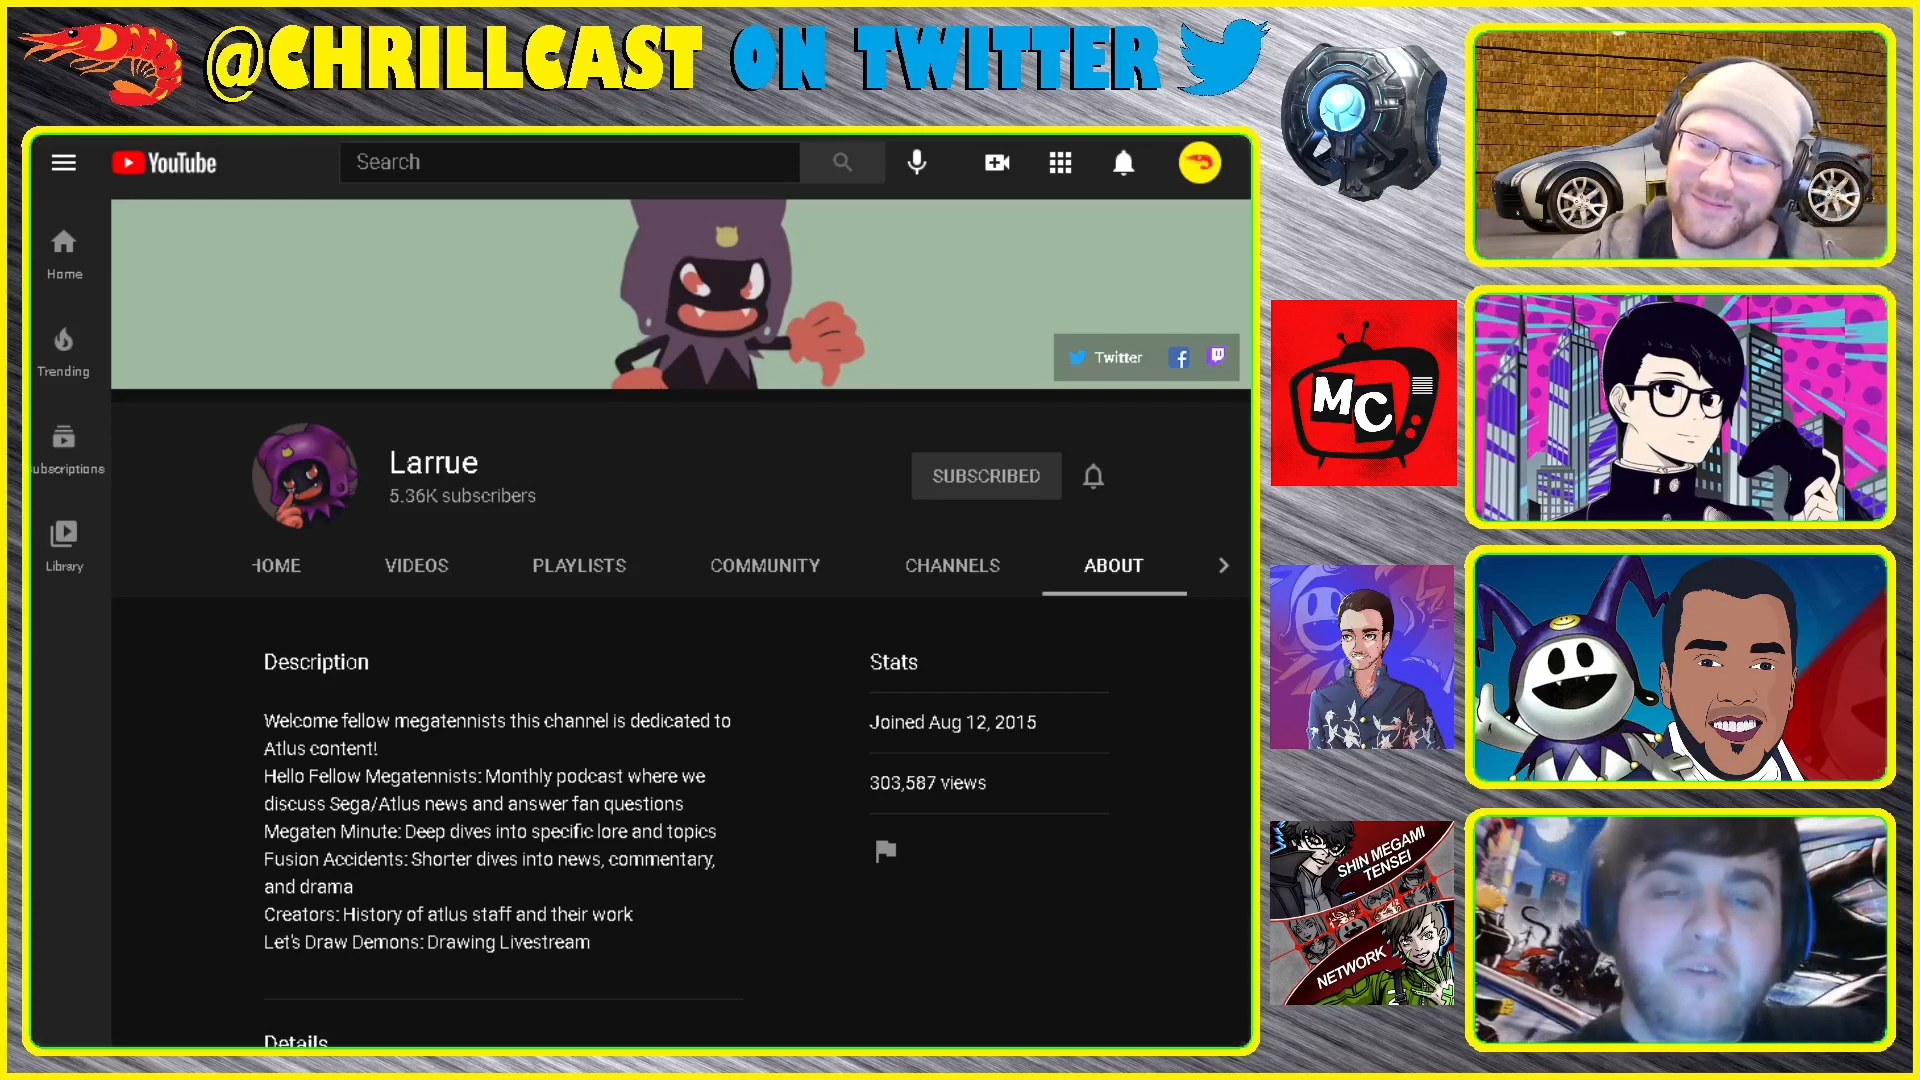 @CHRILLCAST ON TWITTER
YouTube
Search
Home
Trending
ubscriptions
Library
Twitter
Larrue
5.36K subscribers
SUBSCRIBED
HOME
VIDEOS
PLAYLISTS
COMMUNITY
CHANNELS
ABOUT
Description
Welcome fellow megatennists this channel is dedicated to
Atlus content!
Hello Fellow Megatennists: Monthly podcast where we
discuss Sega/Atlus news and answer fan questions
Megaten Minute: Deep dives into specific lore and topics
Fusion Accidents: Shorter dives into news, commentary,
and drama
Creators: History of atlus staff and their work
Let's Draw Demons: Drawing Livestream
Details
Stats
Joined Aug 12, 2015
303,587 views
MC
SHIN MEGAMI
TENSEI
NETWORK